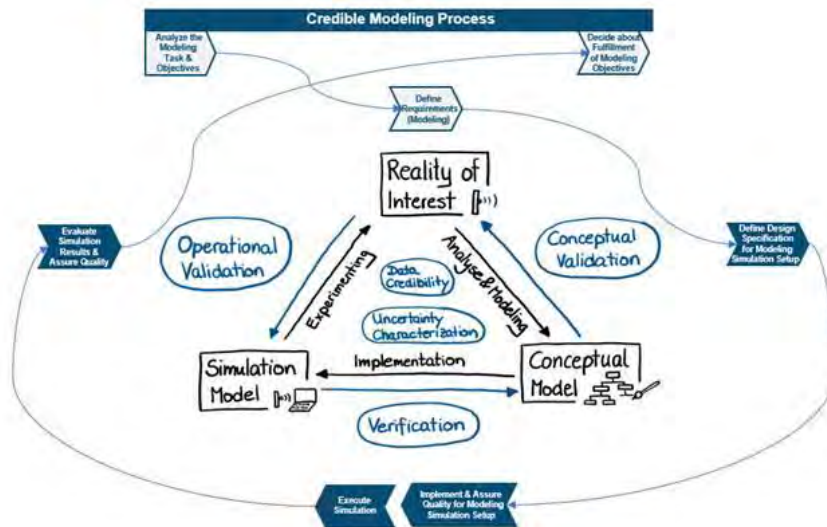 Credible Modeling Process
Analyze the
Modeling
Task &
Objectives
Decide about
Fulfillment
of Modeling
Objectives
Define
Requirements
(Modeling)
Reality of
Interest
Evaluate
Simulation
Results &
Assure Quality
Operational
Validation
Conceptual
Validation
Define Design
Specification
for Modeling
Simulation Setup
Experimenting
Data
Credibility
Analyse & Modeling
Uncertainty
Characterization
Simulation
Model
Implementation
Conceptual
Model
Verification
Execute
Simulation
Implement & Assure
Quality for Modeling
Simulation Setup